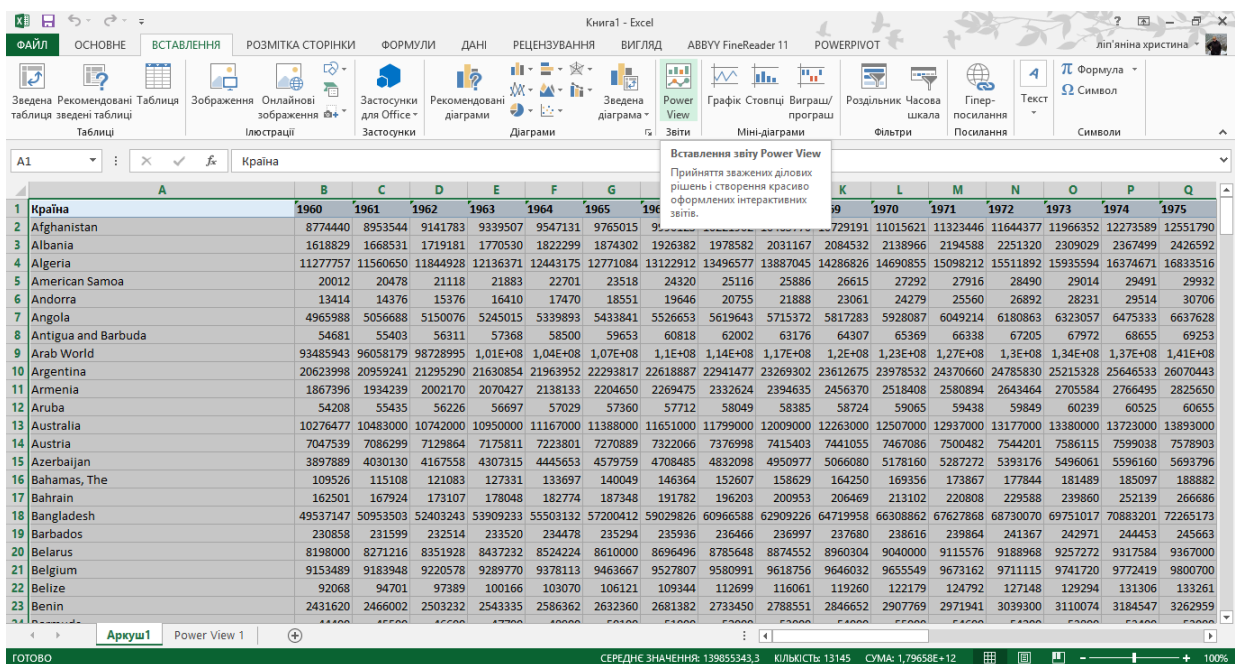 Книга1 - Excel
ФАЙЛ ОСНОВНЕ ВСТАВЛЕННЯ РОЗМІТКА СТОРІНКИ ФОРМУЛИ ДАНІ РЕЦЕНЗУВАННЯ ВИГЛЯД ABBYY FineReader 11 POWERPIVOT ліп'яніна христина
Зведена Рекомендовані Таблиця Зображення Онлайнові Застосунки Рекомендовані Зведена Power Графік Стовпці Виграш/ Роздільник Часова Гіпер- Текст π Формула
таблиця зведені таблиці зображення для Office діаграми діаграма View програш шкала посилання Ω Символ
Таблиці Ілюстрації Застосунки Діаграми Звіти Міні-діаграми Фільтри Посилання Символи
A1 fx Країна
Вставлення звіту Power View
Прийняття зважених ділових
рішень і створення красиво
оформлених інтерактивних
звітів.
A B C D E F G K L M N O P Q
1 Країна 1960 1961 1962 1963 1964 1965 1970 1971 1972 1973 1974 1975
2 Afghanistan 8774440 8953544 9141783 9339507 9547131 9765015 11015621 11323446 11644377 11966352 12273589 12551790
3 Albania 1618829 1668531 1719181 1770530 1822299 1874302 1926382 1978582 2031167 2084532 2138966 2194588 2251320 2309029 2367499 2426592
4 Algeria 11277757 11560650 11844928 12136371 12443175 12771084 13122912 13496577 13887045 14286826 14690855 15098212 15511892 15935594 16374671 16833516
5 American Samoa 20012 20478 21118 21883 22701 23518 24320 25116 25886 26615 27292 27916 28490 29014 29491 29932
6 Andorra 13414 14376 15376 16410 17470 18551 19646 20755 21888 23061 24279 25560 26892 28231 29514 30706
7 Angola 4965988 5056688 5150076 5245015 5339893 5433841 5526653 5619643 5715372 5817283 5928087 6049214 6180863 6323057 6475333 6637628
8 Antigua and Barbuda 54681 55403 56311 57368 58500 59653 60818 62002 63176 64307 65369 66338 67205 67972 68655 69253
9 Arab World 93485943 96058179 98728995 1,01E+08 1,04E+08 1,07E+08 1,1E+08 1,14E+08 1,17E+08 1,2E+08 1,23E+08 1,27E+08 1,3E+08 1,34E+08 1,37E+08 1,41E+08
10 Argentina 20623998 20959241 21295290 21630854 21963952 22293817 22618887 22941477 23269302 23612675 23978532 24370660 24785830 25215328 25646533 26070443
11 Armenia 1867396 1934239 2002170 2070427 2138133 2204650 2269475 2332624 2394635 2456370 2518408 2580894 2643464 2705584 2766495 2825650
12 Aruba 54208 55435 56226 56697 57029 57360 57712 58049 58385 58724 59065 59438 59849 60239 60525 60655
13 Australia 10276477 10483000 10742000 10950000 11167000 11388000 11651000 11799000 12009000 12263000 12507000 12937000 13177000 13380000 13723000 13893000
14 Austria 7047539 7086299 7129864 7175811 7223801 7270889 7322066 7376998 7415403 7441055 7467086 7500482 7544201 7586115 7599038 7578903
15 Azerbaijan 3897889 4030130 4167558 4307315 4445653 4579759 4708485 4832098 4950977 5066080 5178160 5287272 5393176 5496061 5596160 5693796
16 Bahamas, The 109526 115108 121083 127331 133697 140049 146364 152607 158629 164250 169356 173867 177844 181489 185097 188882
17 Bahrain 162501 167924 173107 178048 182774 187348 191782 196203 200953 206469 213102 220808 229588 239860 252139 266686
18 Bangladesh 49537147 50953503 52403243 53909233 55503132 57200412 59029826 60966588 62909226 64719958 66308862 67627868 68730070 69751017 70883201 72265173
19 Barbados 230858 231599 232514 233520 234478 235294 235936 236466 236997 237680 238616 239864 241367 242971 244453 245663
20 Belarus 8198000 8271216 8351928 8437232 8524224 8610000 8696496 8785648 8874552 8960304 9040000 9115576 9188968 9257272 9317584 9367000
21 Belgium 9153489 9183948 9220578 9289770 9378113 9463667 9527807 9580991 9618756 9646032 9655549 9673162 9711115 9741720 9772419 9800700
22 Belize 92068 94701 97389 100166 103070 106121 109344 112699 116061 119260 122179 124792 127148 129294 131306 133261
23 Benin 2431620 2466002 2503232 2543335 2586362 2632360 2681382 2733450 2788551 2846652 2907769 2971941 3039300 3110074 3184547 3262959
Аркуш1 Power View 1
ГОТОВО СЕРЕДНЄ ЗНАЧЕННЯ: 139855343,3 КІЛЬКІСТЬ: 13145 СУМА: 1,79658E+12 100%